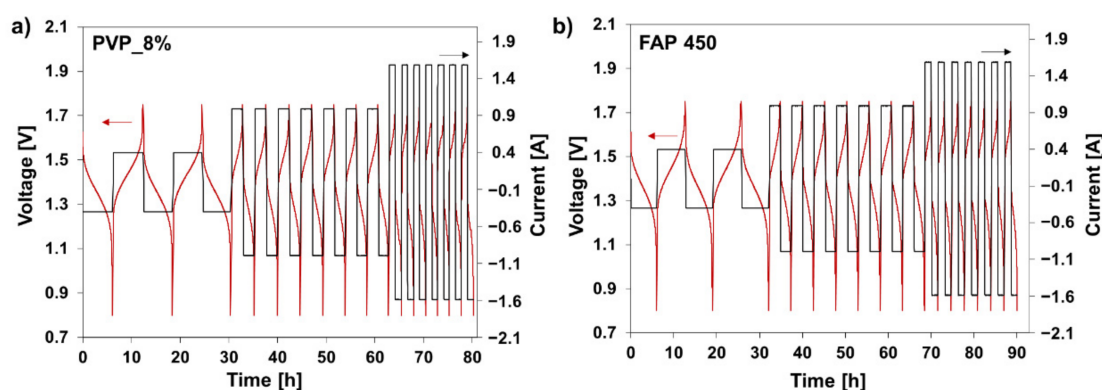 a)
PVP_8%
Voltage [V]
2.1
1.9
1.7
1.5
1.3
1.1
0.9
0.7
Current [A]
1.9
1.4
0.9
0.4
−0.1
−0.6
−1.1
−1.6
−2.1
0 10 20 30 40 50 60 70 80
Time [h]
b)
FAP 450
Voltage [V]
2.1
1.9
1.7
1.5
1.3
1.1
0.9
0.7
Current [A]
1.9
1.4
0.9
0.4
−0.1
−0.6
−1.1
−1.6
−2.1
0 10 20 30 40 50 60 70 80 90
Time [h]